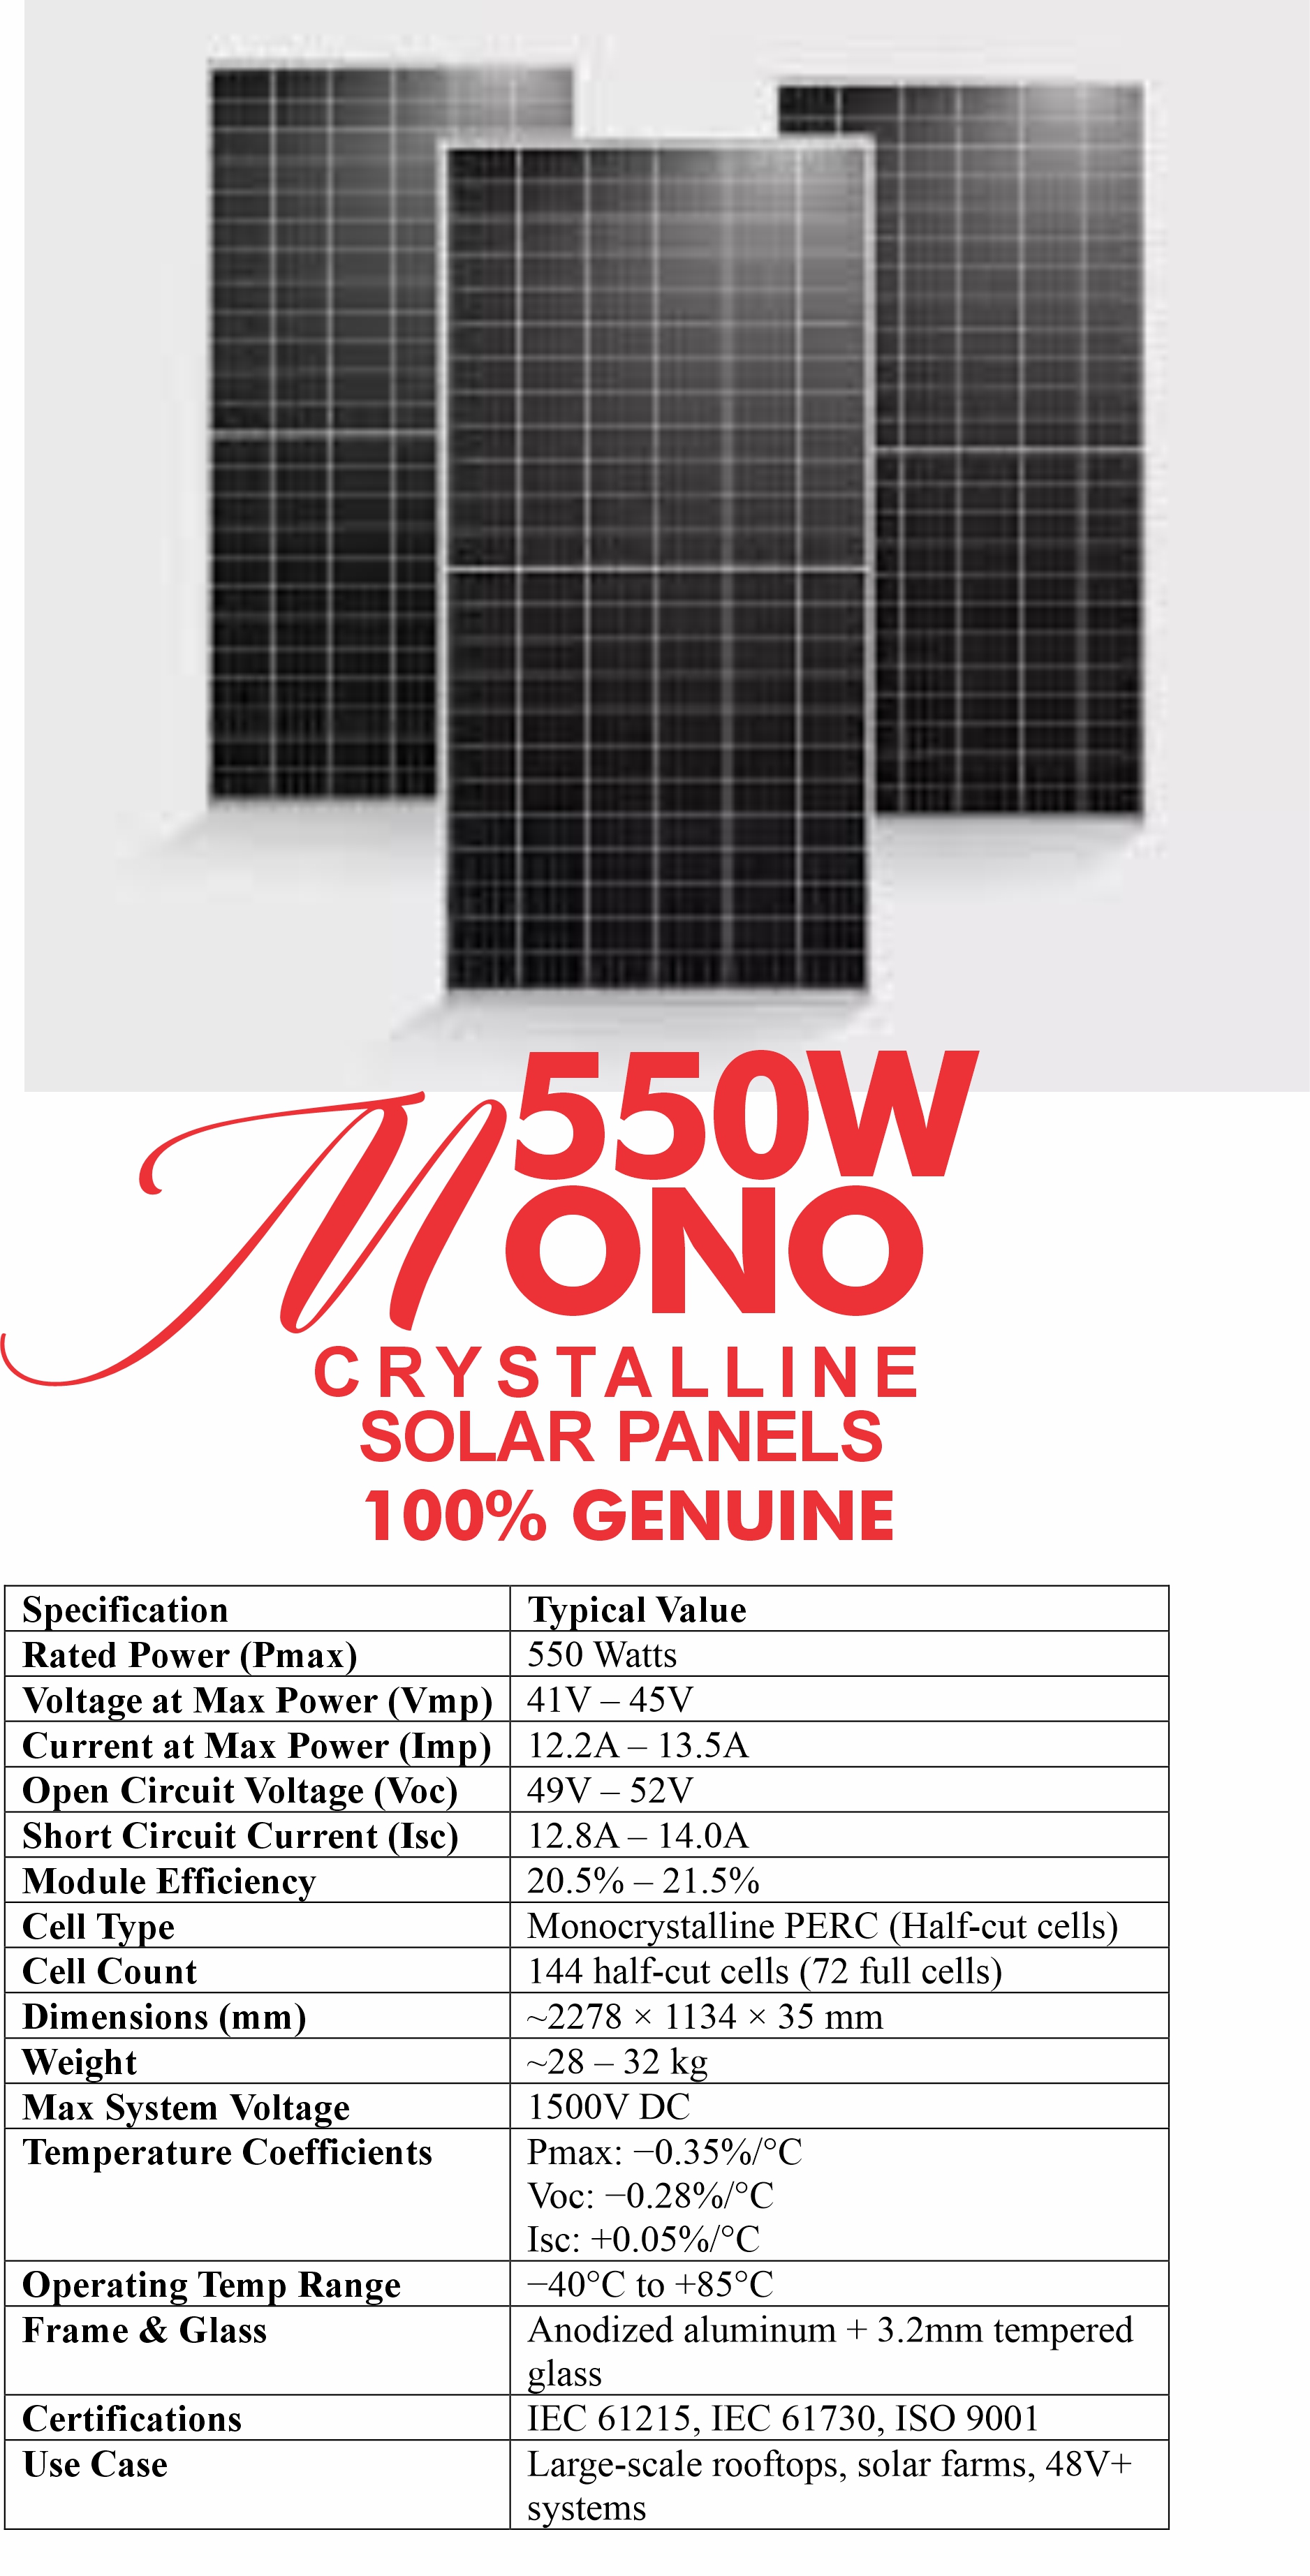 550W
MONO
CRYSTALLINE
SOLAR PANELS
100% GENUINE
Specification Typical Value
Rated Power (Pmax) 550 Watts
Voltage at Max Power (Vmp) 41V – 45V
Current at Max Power (Imp) 12.2A – 13.5A
Open Circuit Voltage (Voc) 49V – 52V
Short Circuit Current (Isc) 12.8A – 14.0A
Module Efficiency 20.5% – 21.5%
Cell Type Monocrystalline PERC (Half-cut cells)
Cell Count 144 half-cut cells (72 full cells)
Dimensions (mm) ~2278 × 1134 × 35 mm
Weight ~28 – 32 kg
Max System Voltage 1500V DC
Temperature Coefficients Pmax: −0.35%/°C
Voc: −0.28%/°C
Isc: +0.05%/°C
Operating Temp Range −40°C to +85°C
Frame & Glass Anodized aluminum + 3.2mm tempered
glass
Certifications IEC 61215, IEC 61730, ISO 9001
Use Case Large-scale rooftops, solar farms, 48V+
systems